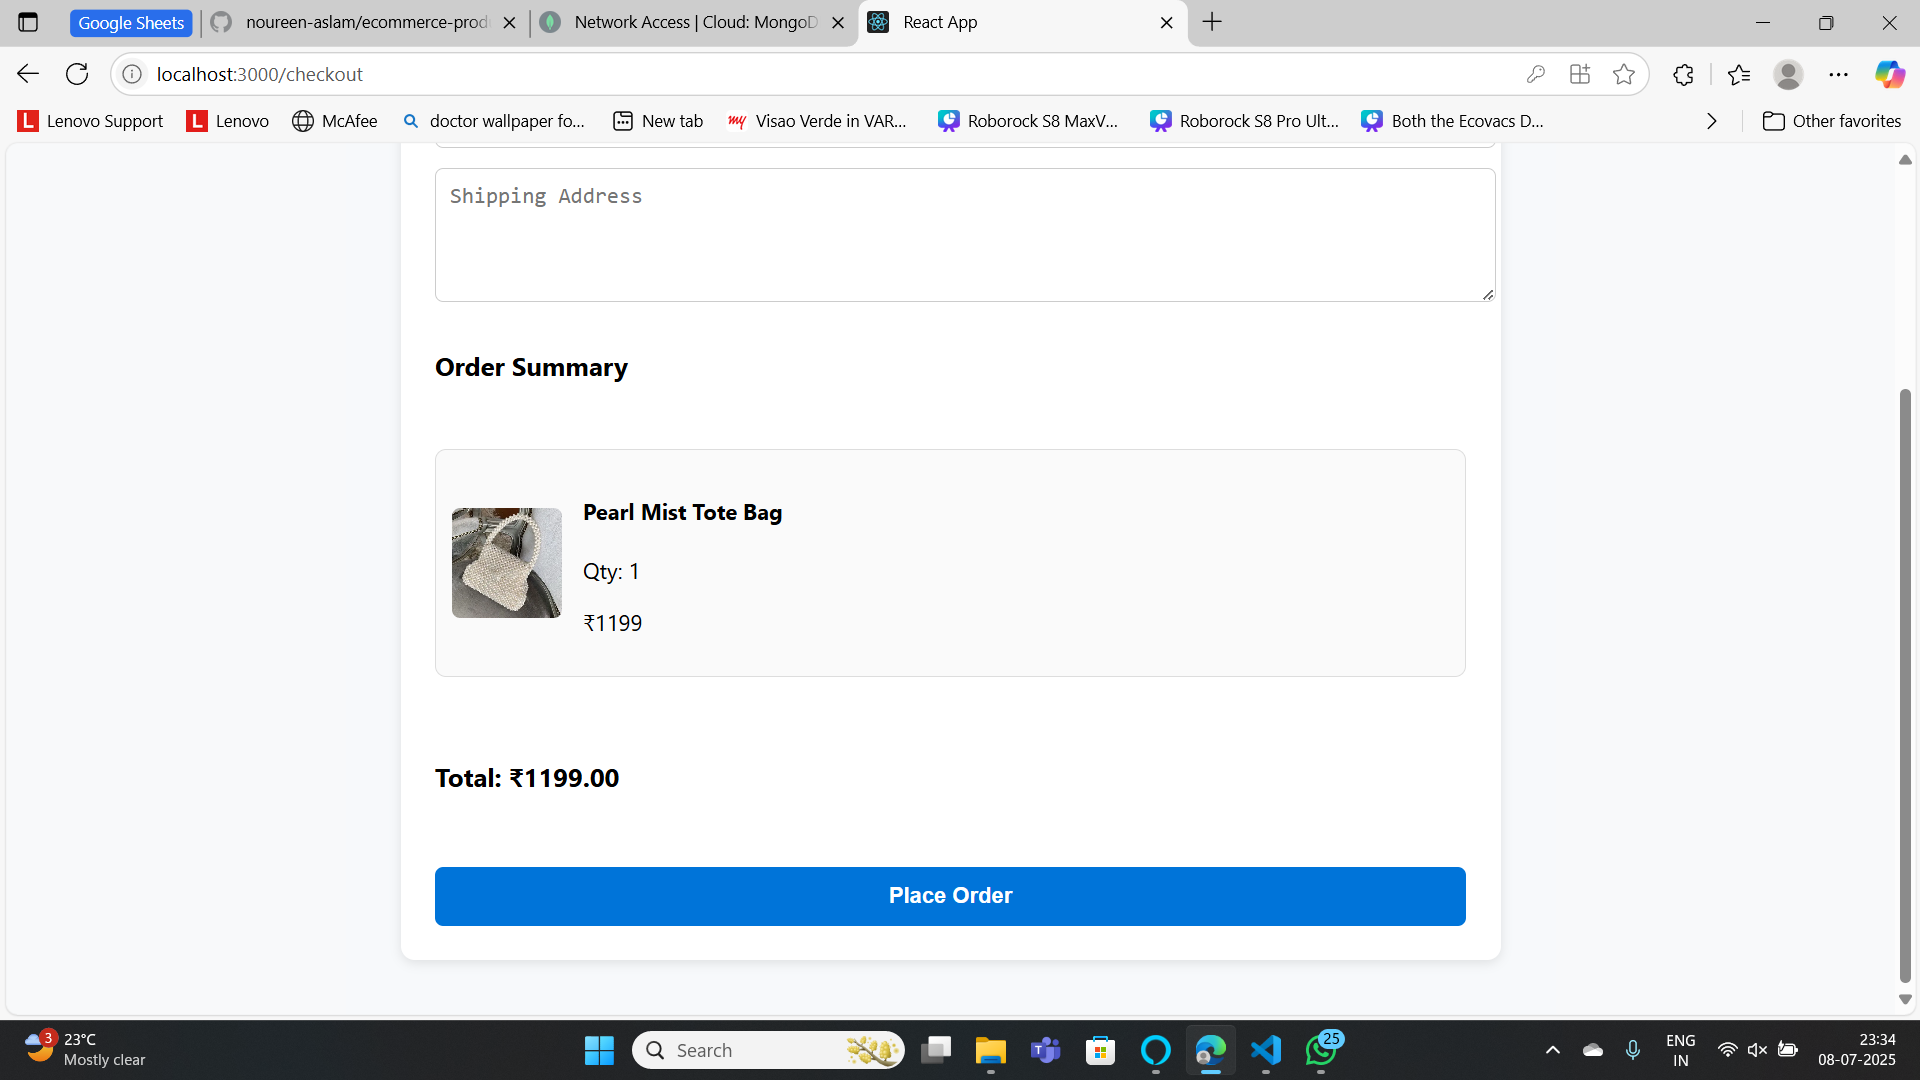 Google Sheets
noureen-aslam/ecommerce-prod
Network Access | Cloud: MongoD
React App
localhost:3000/checkout
Lenovo Support
Lenovo
McAfee
doctor wallpaper fo...
New tab
my Visao Verde in VAR...
Roborock S8 MaxV...
Roborock S8 Pro Ult...
Both the Ecovacs D...
Other favorites
Shipping Address
Order Summary
Pearl Mist Tote Bag
Qty: 1
₹1199
Total: ₹1199.00
Place Order
3
23°C
Mostly clear
Search
25
ENG
IN
23:34
08-07-2025